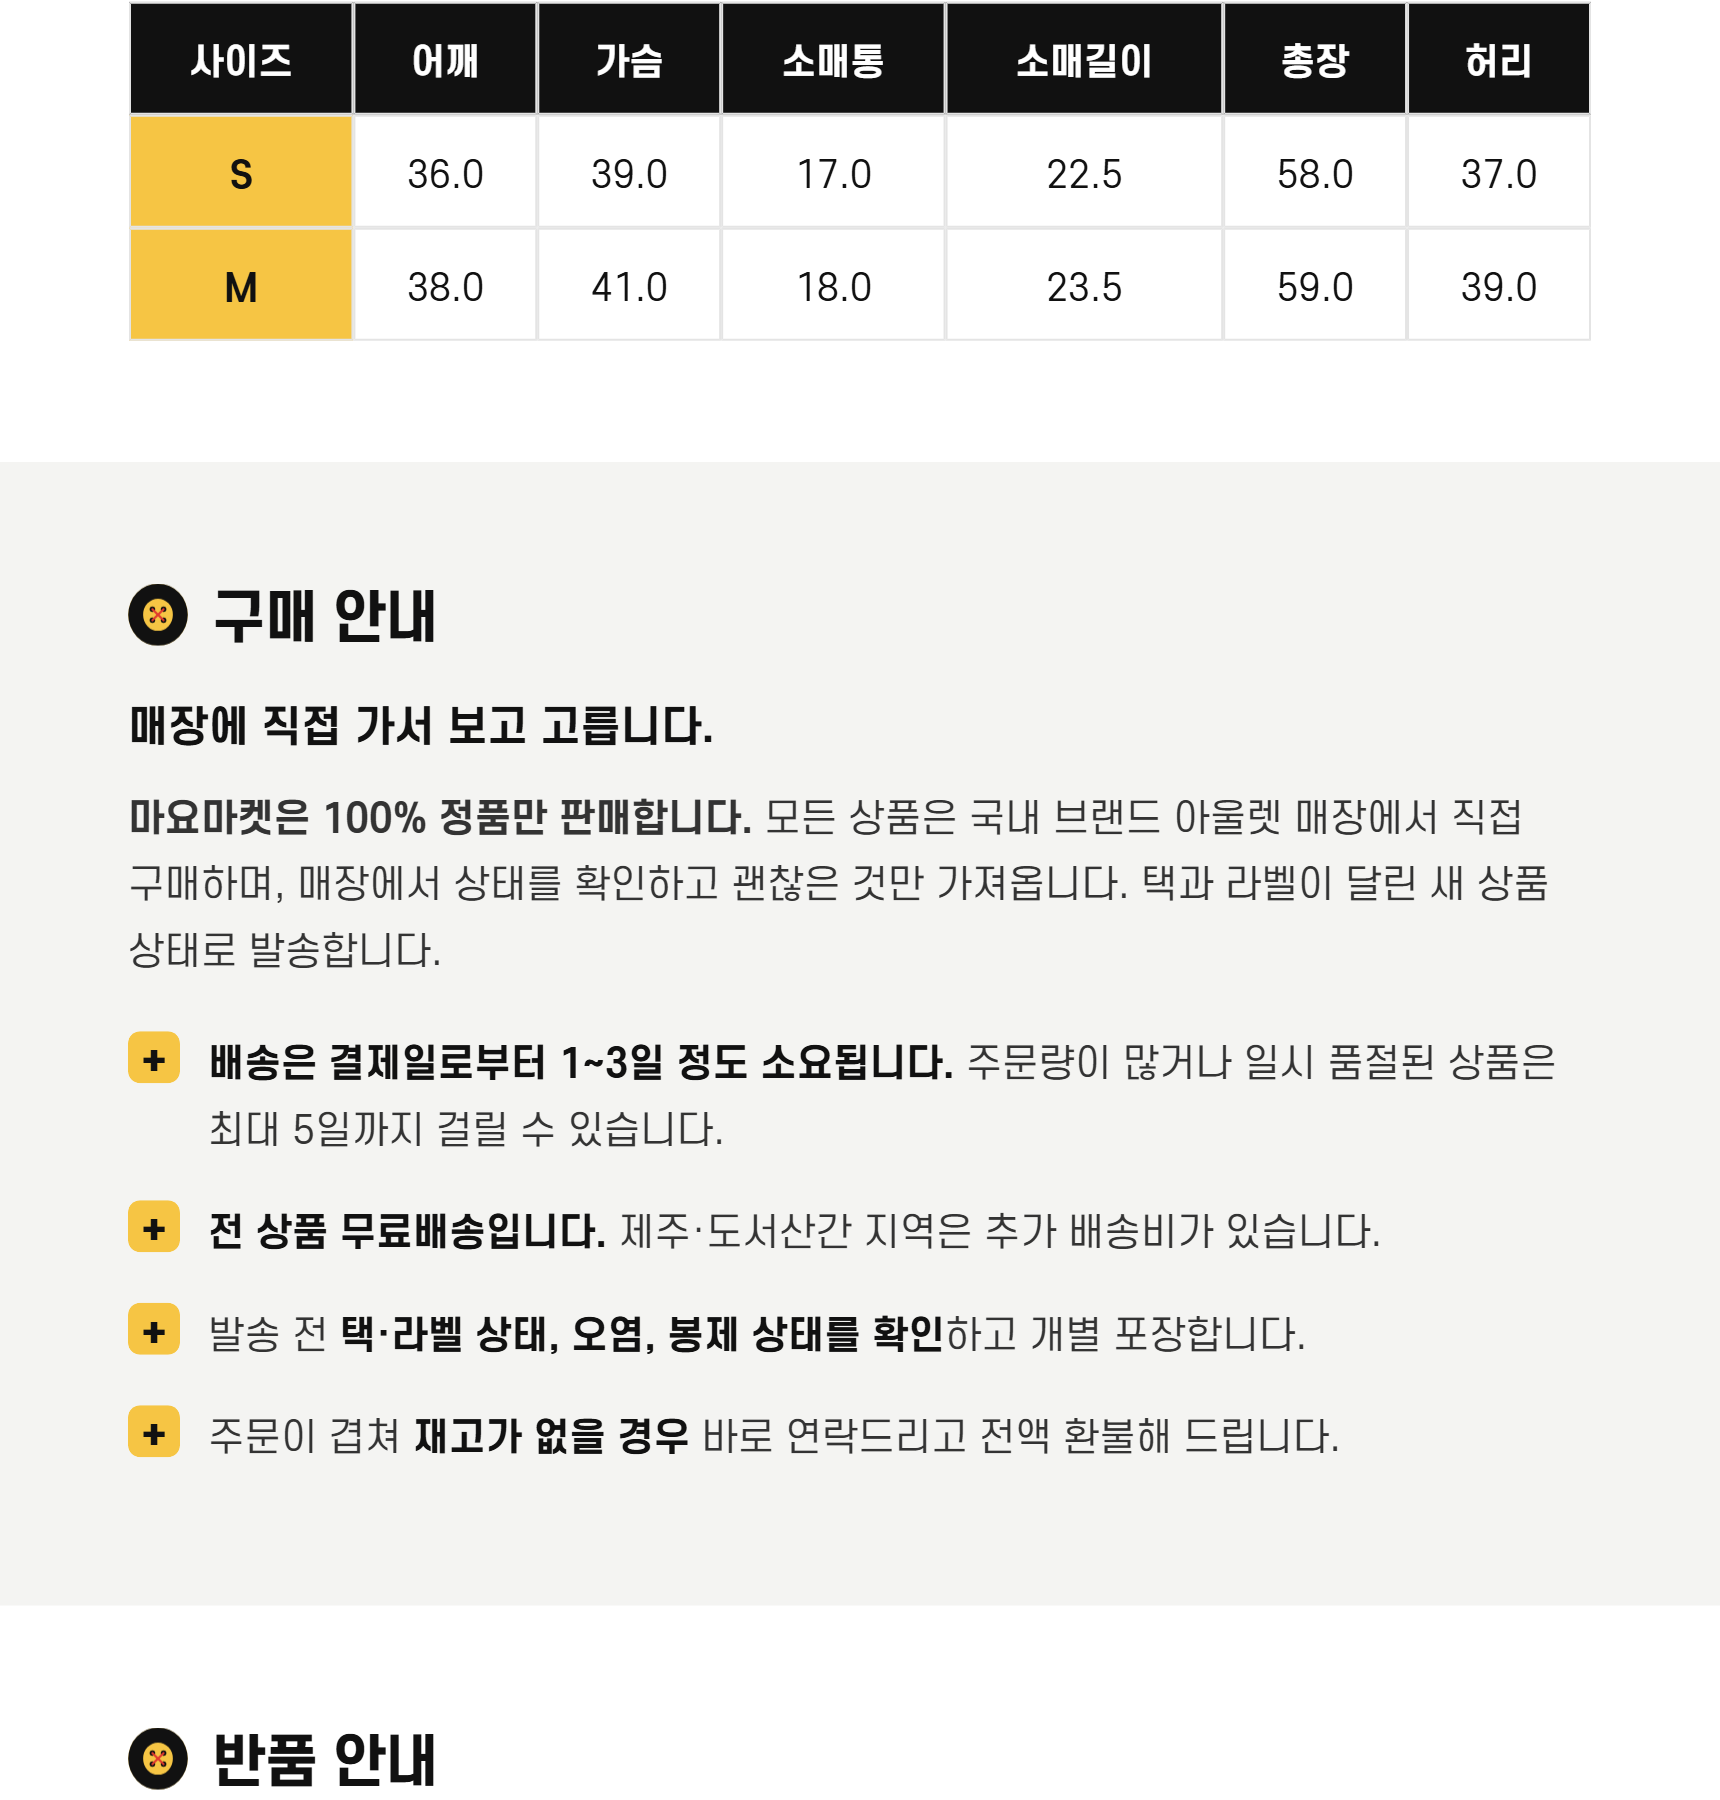 사이즈 어깨 가슴 소매통 소매길이 총장 허리
S 36.0 39.0 17.0 22.5 58.0 37.0
M 38.0 41.0 18.0 23.5 59.0 39.0
구매 안내
매장에 직접 가서 보고 고릅니다.
마요마켓은 100% 정품만 판매합니다. 모든 상품은 국내 브랜드 아울렛 매장에서 직접
구매하며, 매장에서 상태를 확인하고 괜찮은 것만 가져옵니다. 택과 라벨이 달린 새 상품
상태로 발송합니다.
+ 배송은 결제일로부터 1~3일 정도 소요됩니다. 주문량이 많거나 일시 품절된 상품은
최대 5일까지 걸릴 수 있습니다.
+ 전 상품 무료배송입니다. 제주·도서산간 지역은 추가 배송비가 있습니다.
+ 발송 전 택·라벨 상태, 오염, 봉제 상태를 확인하고 개별 포장합니다.
+ 주문이 겹쳐 재고가 없을 경우 바로 연락드리고 전액 환불해 드립니다.
반품 안내